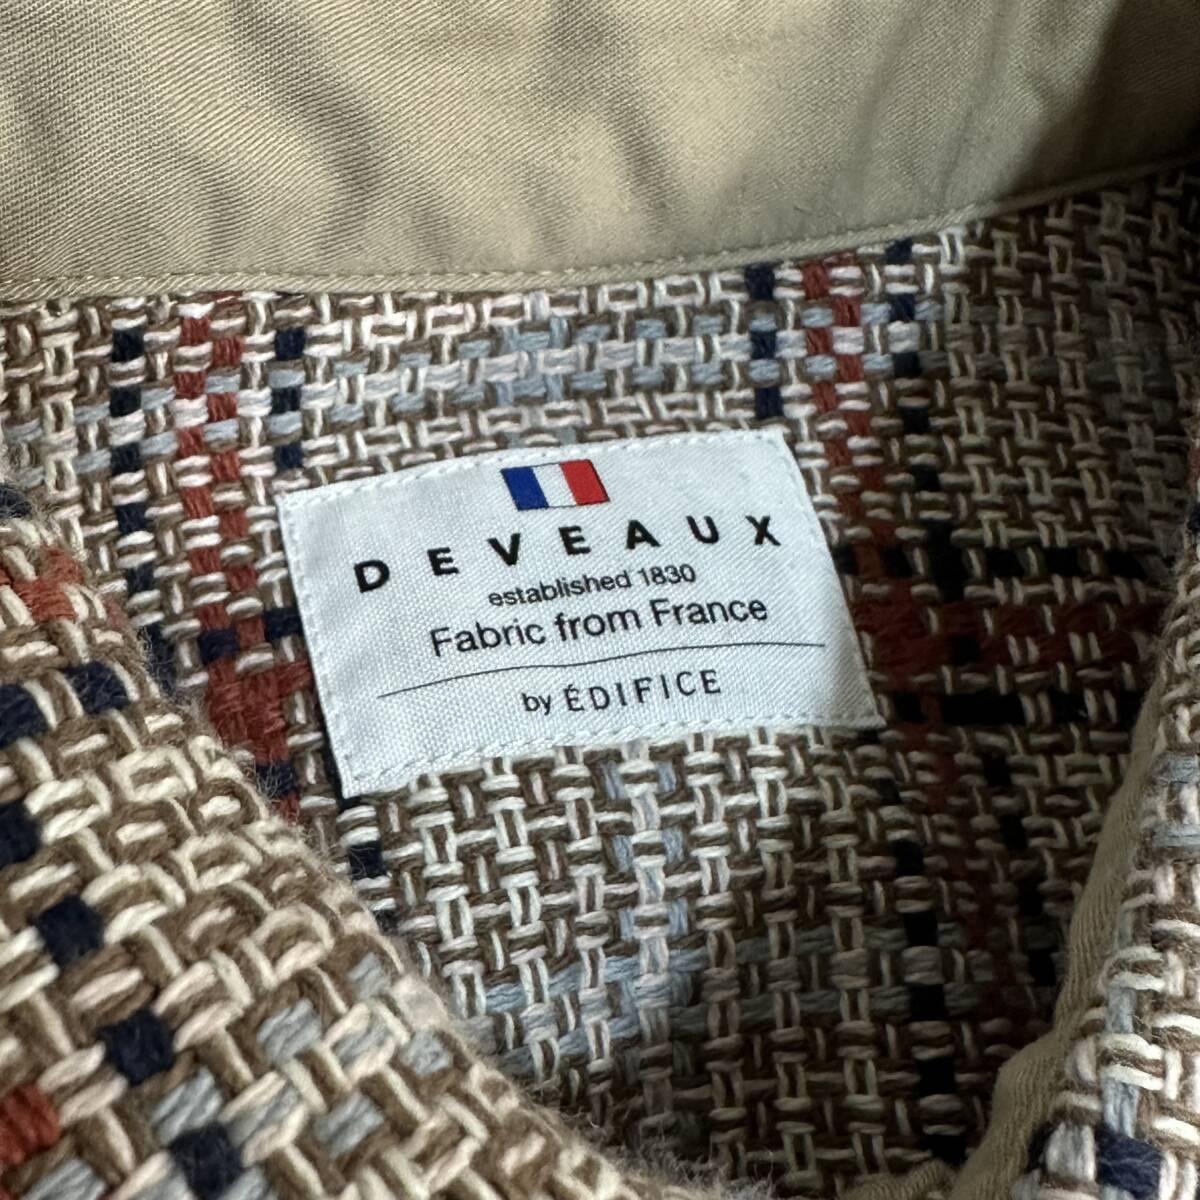 DEVEAUX
established 1830
Fabric from France
by ÉDIFICE